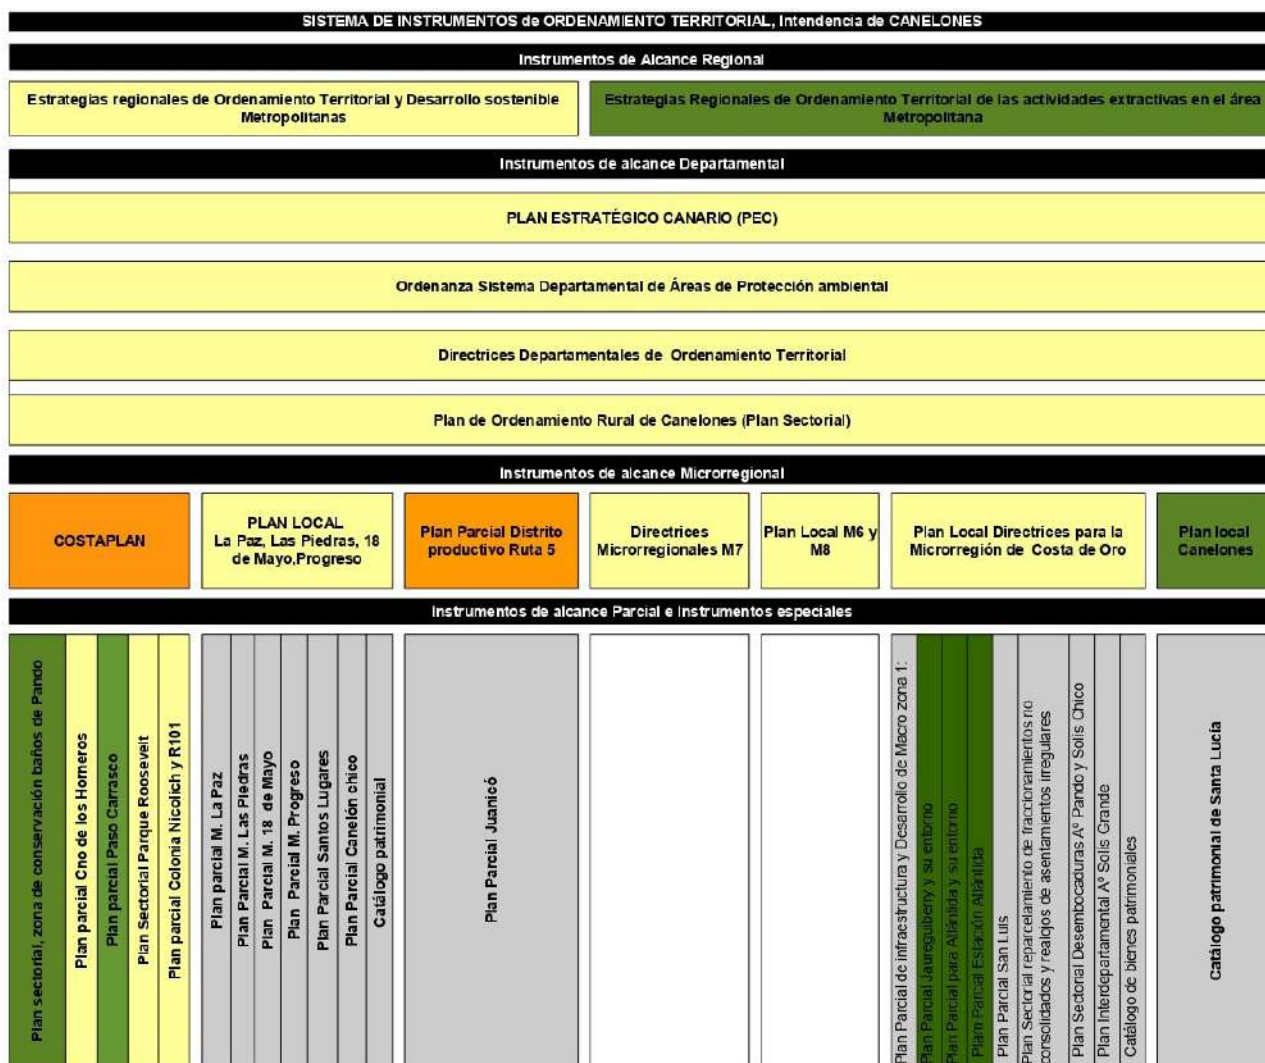 SISTEMA DE INSTRUMENTOS de ORDENAMIENTO TERRITORIAL, Intendencia de CANELONES
Instrumentos de Alcance Regional
Estrategias regionales de Ordenamiento Territorial y Desarrollo sostenible
Metropolitanas
Estrategias Regionales de Ordenamiento Territorial de las actividades extractivas en el área
Metropolitana
Instrumentos de alcance Departamental
PLAN ESTRATÉGICO CANARIO (PEC)
Ordenanza Sistema Departamental de Áreas de Protección ambiental
Directrices Departamentales de Ordenamiento Territorial
Plan de Ordenamiento Rural de Canelones (Plan Sectorial)
Instrumentos de alcance Microrregional
COSTAPLAN
PLAN LOCAL
La Paz, Las Piedras, 18
de Mayo,Progreso
Plan Parcial Distrito
productivo Ruta 5
Directrices
Microrregionales M7
Plan Local M6 y
M8
Plan Local Directrices para la
Microrregión de Costa de Oro
Plan local
Canelones
Instrumentos de alcance Parcial e Instrumentos especiales
Plan sectorial, zona de conservación baños de Pando
Plan parcial Cno de los Horneros
Plan parcial Paso Carrasco
Plan Sectorial Parque Roosevelt
Plan parcial Colonia Nicolich y R101
Plan parcial M. La Paz
Plan Parcial M. Las Piedras
Plan Parcial M. 18 de Mayo
Plan Parcial M. Progreso
Plan Parcial Santos Lugares
Plan Parcial Canelón chico
Catálogo patrimonial
Plan Parcial Juanicó
Plan Parcial de infraestructura y Desarrollo de Macro zona 1:
Plan Parcial Jaureguiberry y su entorno
Plan Parcial para Atlántida y su entorno
Plam Parcial Estación Atlántida
Plan Parcial San Luis
Plan Sectorial reparcelamiento de fraccionamientos no
consolidados y realojos de asentamientos irregulares
Plan Sectorial Desembocaduras Aº Pando y Solis Chico
Plan Interdepartamental Aº Solis Grande
Catálogo de bienes patrimoniales
Catálogo patrimonial de Santa Lucía